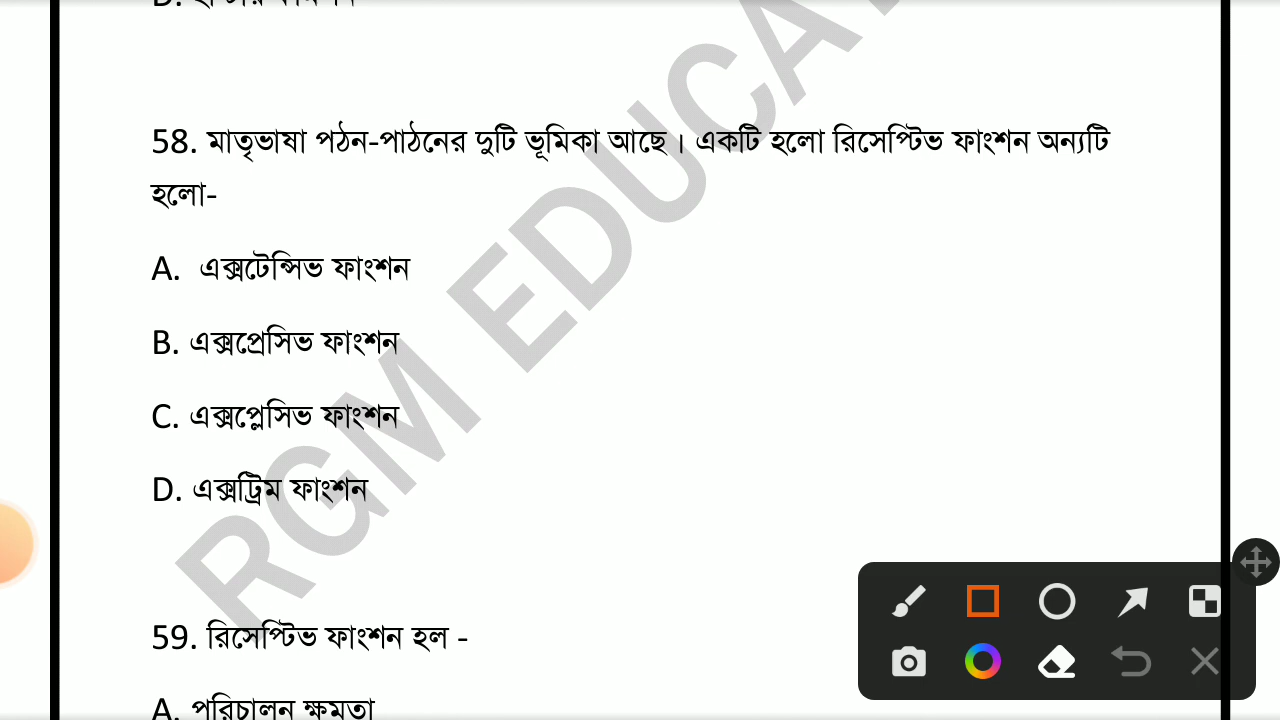 58. মাতৃভাষা পঠন-পাঠনের দুটি ভূমিকা আছে । একটি হলো রিসেপ্টিভ ফাংশন অন্যটি
হলো-
A. এক্সটেন্সিভ ফাংশন
B. এক্সপ্রেসিভ ফাংশন
C. এক্সপ্লেসিভ ফাংশন
D. এক্সট্রিম ফাংশন
59. রিসেপ্টিভ ফাংশন হল -
A. পরিচালন ক্ষমতা
RGM EDUCA